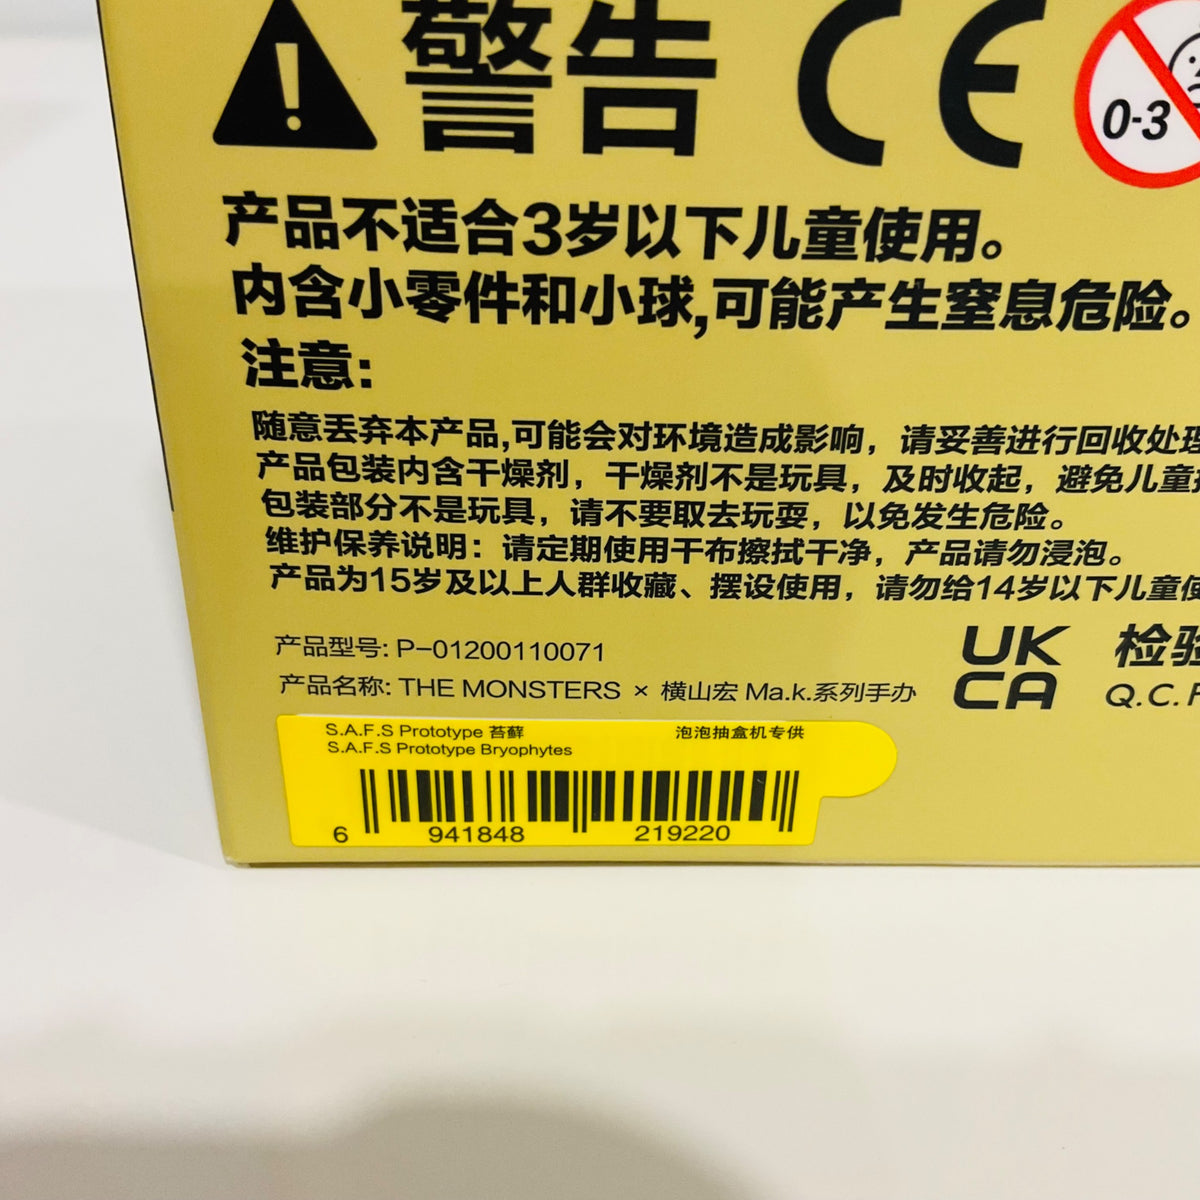 警告 CE 0-3
产品不适合3岁以下儿童使用。
内含小零件和小球,可能产生窒息危险。
注意:
随意丢弃本产品,可能会对环境造成影响，请妥善进行回收处理
产品包装内含干燥剂，干燥剂不是玩具，及时收起，避免儿童
包装部分不是玩具，请不要取去玩耍，以免发生危险。
维护保养说明：请定期使用干布擦拭干净，产品请勿浸泡。
产品为15岁及以上人群收藏、摆设使用，请勿给14岁以下儿童使
产品型号: P-01200110071
产品名称: THE MONSTERS × 横山宏 Ma.k.系列手办
UK
CA
检验
Q.C.P
S.A.F.S Prototype 苔藓 泡泡抽盒机专供
S.A.F.S Prototype Bryophytes
6 941848 219220